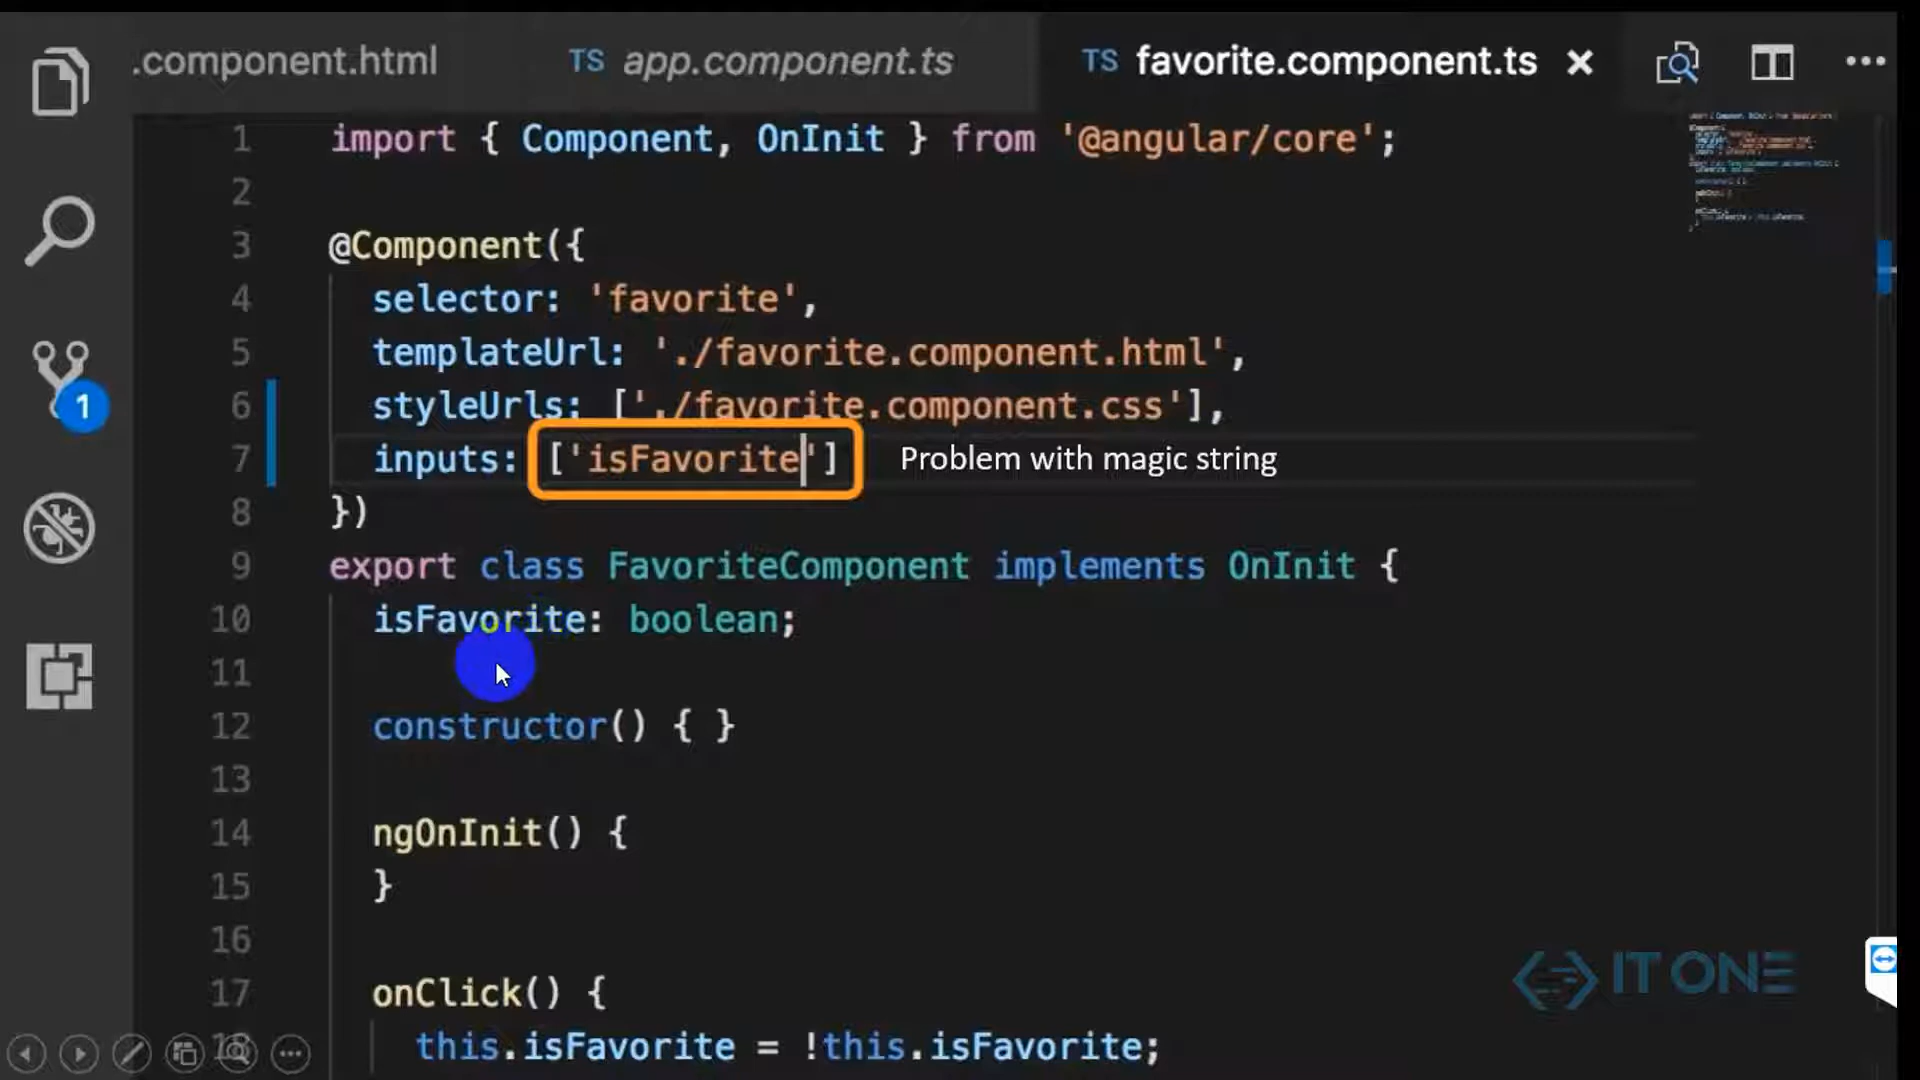 .component.html
TS app.component.ts
TS favorite.component.ts
1 import { Component, OnInit } from '@angular/core';
2
3 @Component({
4 selector: 'favorite',
5 templateUrl: './favorite.component.html',
6 styleUrls: ['./favorite.component.css'],
1
7 inputs: ['isFavorite'] Problem with magic string
8 })
9 export class FavoriteComponent implements OnInit {
10 isFavorite: boolean;
11
12 constructor() { }
13
14 ngOnInit() {
15 }
16
17 onClick() {
18 this.isFavorite = !this.isFavorite;
IT ONE